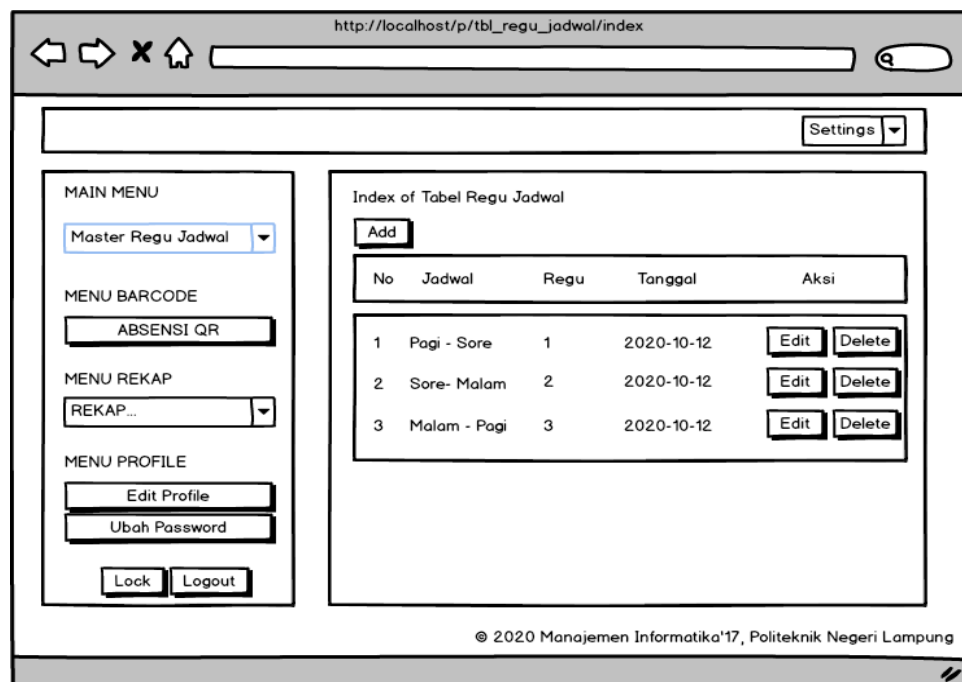 http://localhost/p/tbl_regu_jadwal/index
Settings
MAIN MENU
Master Regu Jadwal
MENU BARCODE
ABSENSI QR
MENU REKAP
REKAP...
MENU PROFILE
Edit Profile
Ubah Password
Lock Logout
Index of Tabel Regu Jadwal
Add
No Jadwal Regu Tanggal Aksi
1 Pagi - Sore 1 2020-10-12 Edit Delete
2 Sore- Malam 2 2020-10-12 Edit Delete
3 Malam - Pagi 3 2020-10-12 Edit Delete
© 2020 Manajemen Informatika'17, Politeknik Negeri Lampung